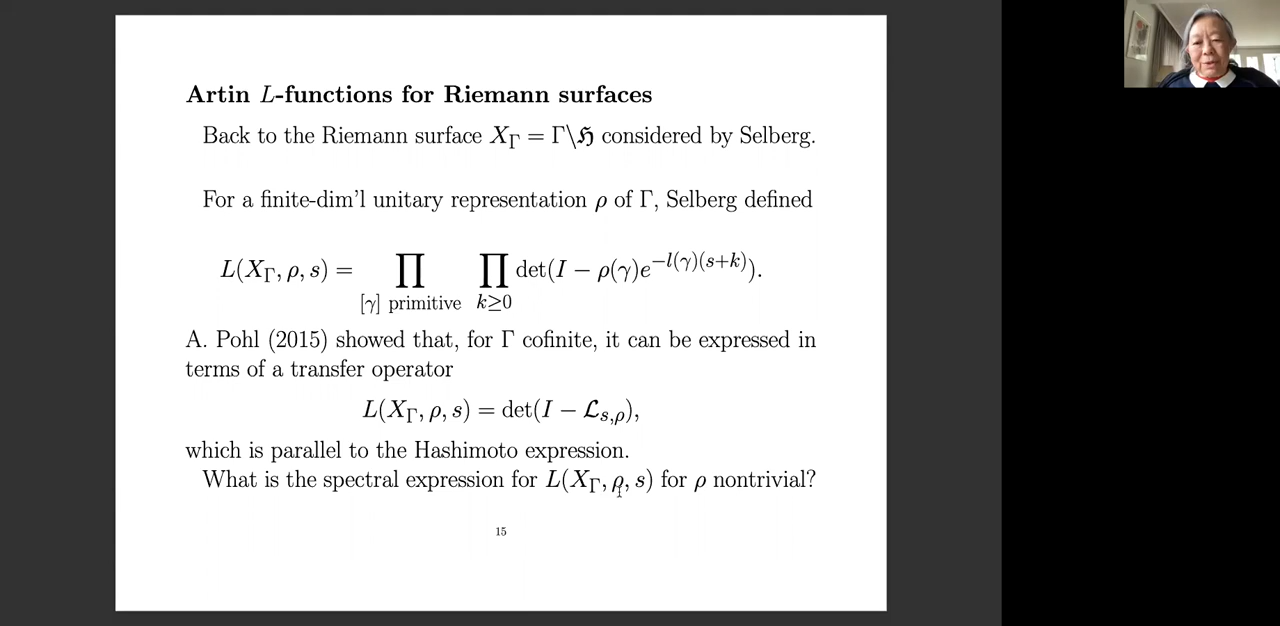 Artin L-functions for Riemann surfaces
Back to the Riemann surface X_Γ = Γ\ℌ considered by Selberg.
For a finite-dim'l unitary representation ρ of Γ, Selberg defined
L(X_Γ, ρ, s) = ∏_{[γ] primitive} ∏_{k≥0} det(I − ρ(γ)e^{−l(γ)(s+k)}).
A. Pohl (2015) showed that, for Γ cofinite, it can be expressed in
terms of a transfer operator
L(X_Γ, ρ, s) = det(I − ℒ_{s,ρ}),
which is parallel to the Hashimoto expression.
What is the spectral expression for L(X_Γ, ρ, s) for ρ nontrivial?
15